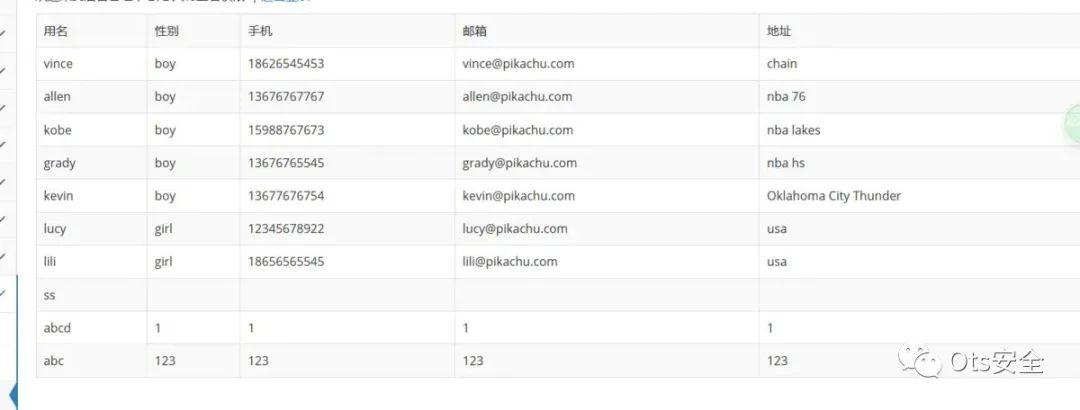 用名 性别 手机 邮箱 地址
vince boy 18626545453 vince@pikachu.com chain
allen boy 13676767767 allen@pikachu.com nba 76
kobe boy 15988767673 kobe@pikachu.com nba lakes
grady boy 13676765545 grady@pikachu.com nba hs
kevin boy 13677676754 kevin@pikachu.com Oklahoma City Thunder
lucy girl 12345678922 lucy@pikachu.com usa
lili girl 18656565545 lili@pikachu.com usa
ss
abcd 1 1 1 1
abc 123 123 123 123
Ots安全